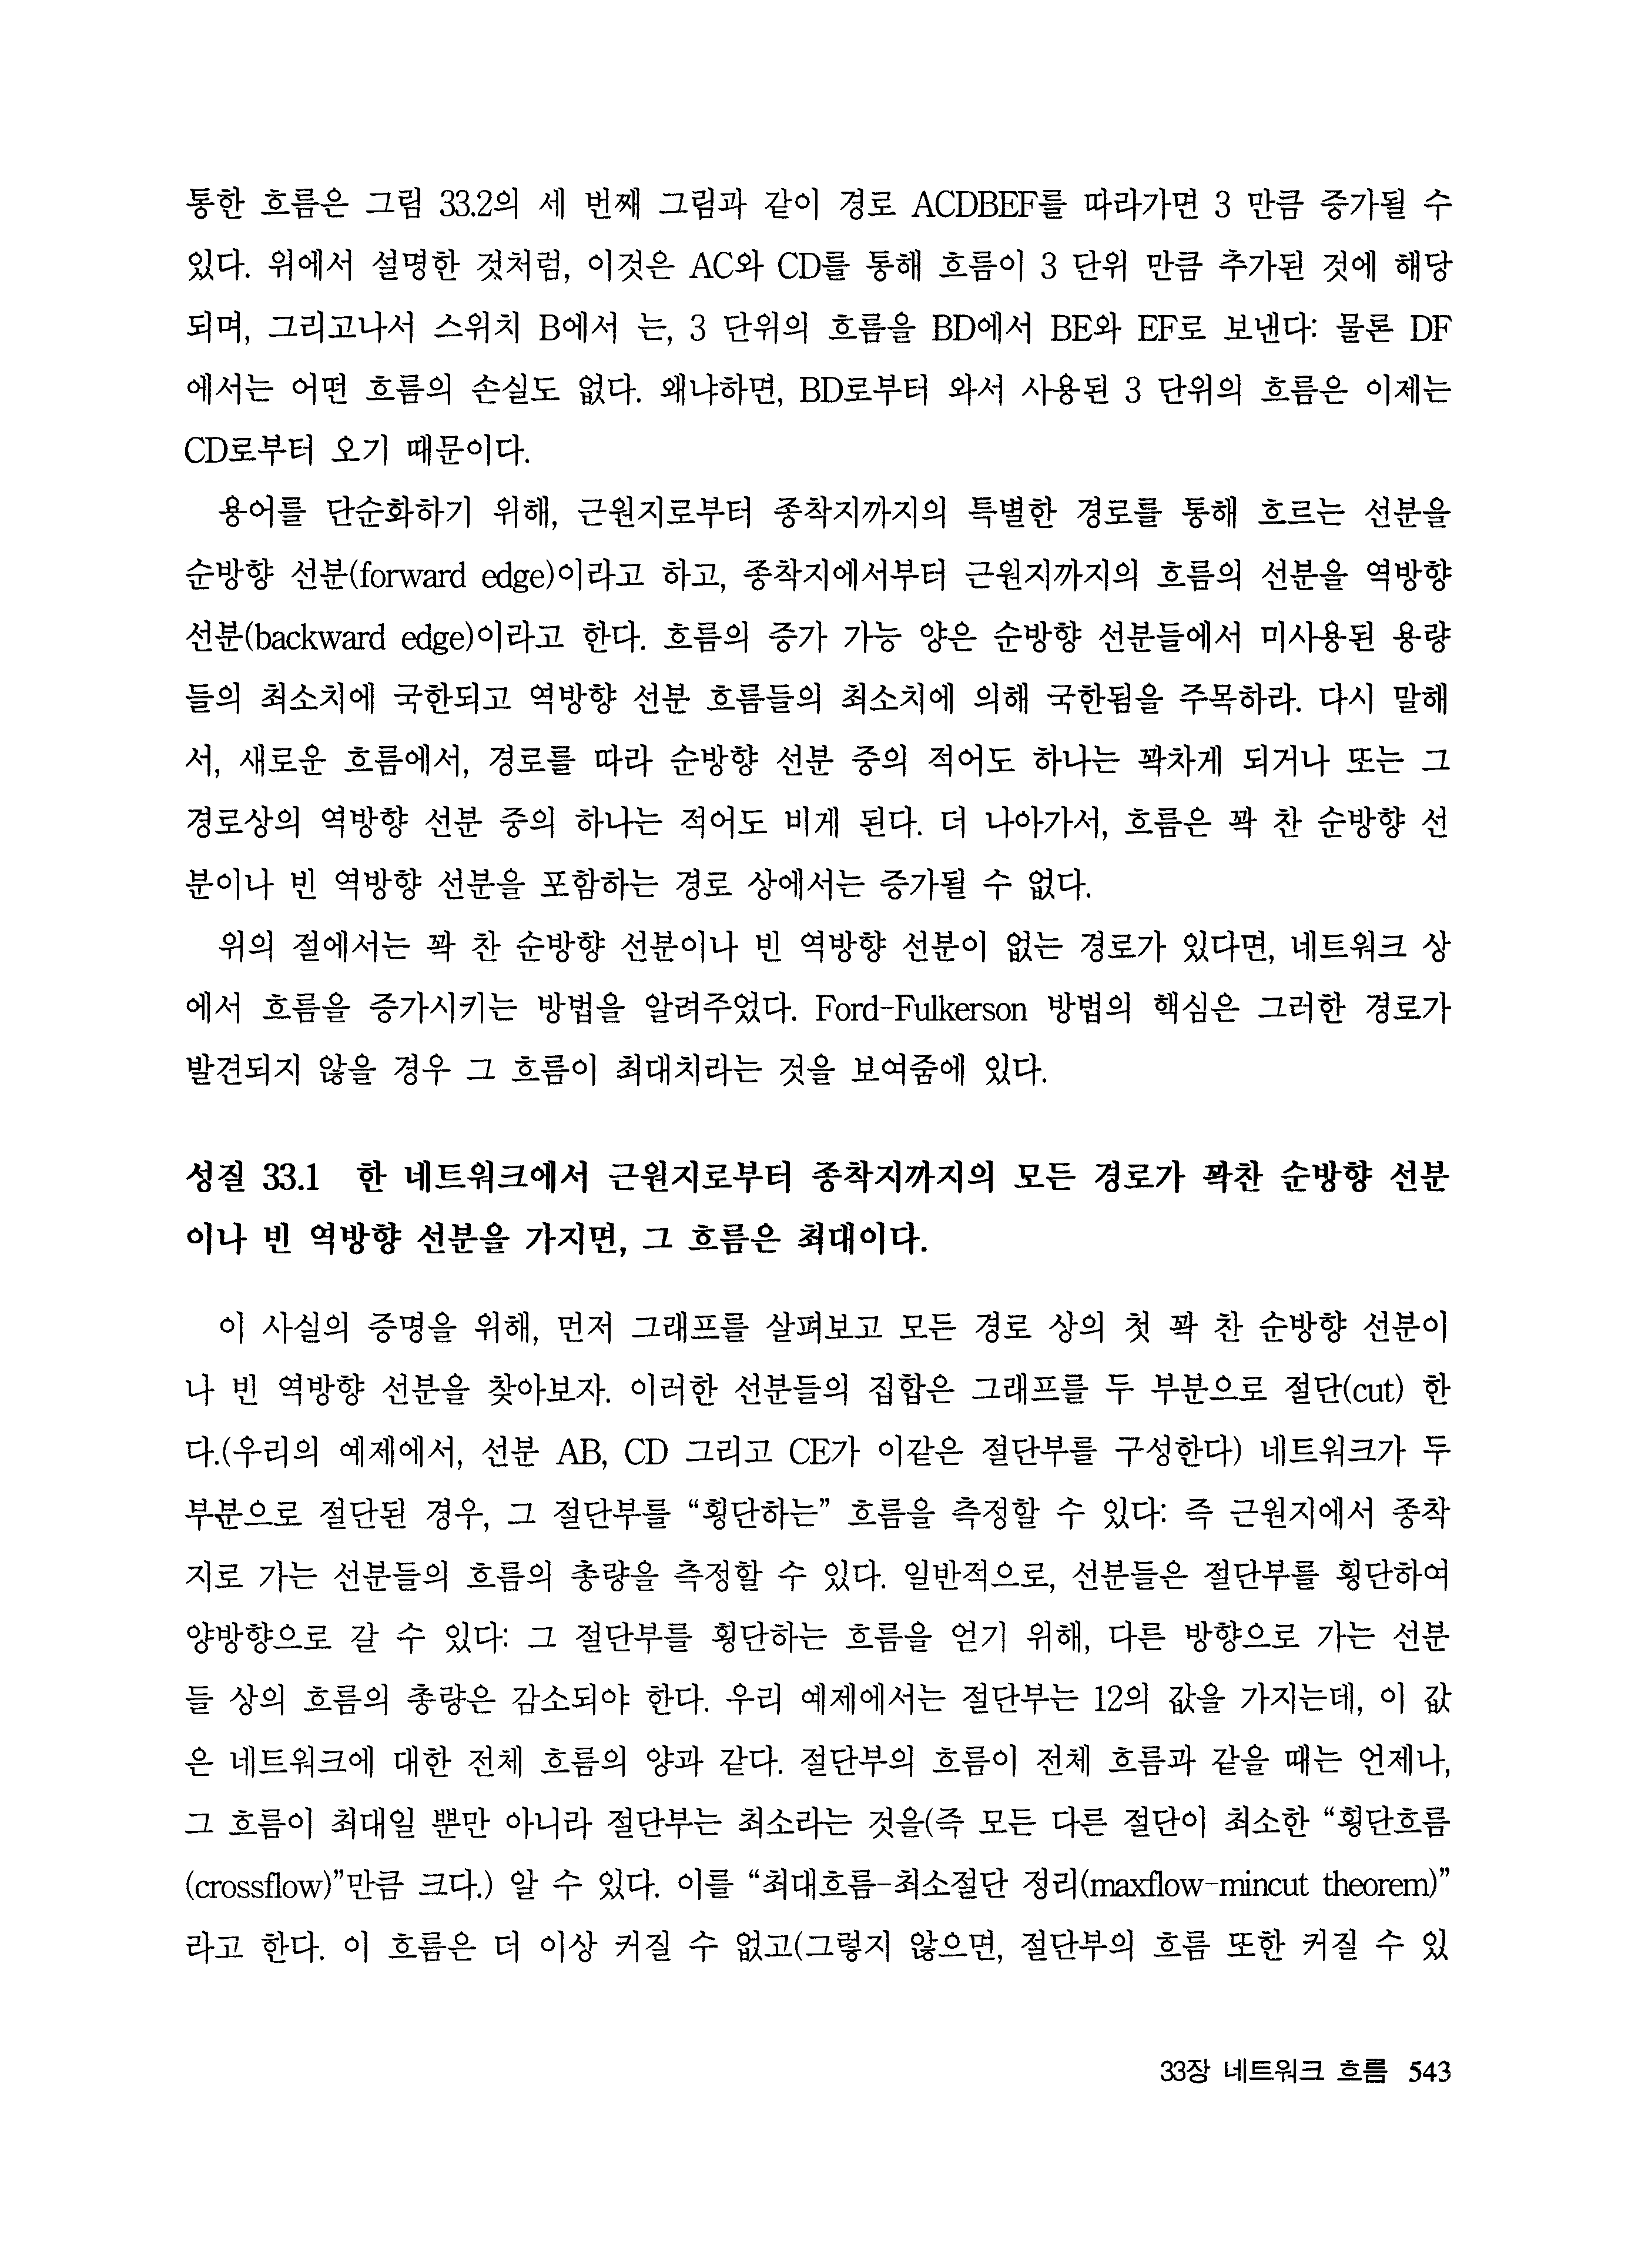 통한 흐름은 그림 33.2의 세 번째 그림과 같이 경로 ACDBEF를 따라가면 3 만큼 증가될 수
있다. 위에서 설명한 것처럼, 이것은 AC와 CD를 통해 흐름이 3 단위 만큼 추가된 것에 해당
되며, 그리고나서 스위치 B에서 는, 3 단위의 흐름을 BD에서 BE와 EF로 보낸다: 물론 DF
에서는 어떤 흐름의 손실도 없다. 왜냐하면, BD로부터 와서 사용된 3 단위의 흐름은 이제는
CD로부터 오기 때문이다.
용어를 단순화하기 위해, 근원지로부터 종착지까지의 특별한 경로를 통해 흐르는 선분을
순방향 선분(forward edge)이라고 하고, 종착지에서부터 근원지까지의 흐름의 선분을 역방향
선분(backward edge)이라고 한다. 흐름의 증가 가능 양은 순방향 선분들에서 미사용된 용량
들의 최소치에 국한되고 역방향 선분 흐름들의 최소치에 의해 국한됨을 주목하라. 다시 말해
서, 새로운 흐름에서, 경로를 따라 순방향 선분 중의 적어도 하나는 꽉차게 되거나 또는 그
경로상의 역방향 선분 중의 하나는 적어도 비게 된다. 더 나아가서, 흐름은 꽉 찬 순방향 선
분이나 빈 역방향 선분을 포함하는 경로 상에서는 증가될 수 없다.
위의 절에서는 꽉 찬 순방향 선분이나 빈 역방향 선분이 없는 경로가 있다면, 네트워크 상
에서 흐름을 증가시키는 방법을 알려주었다. Ford-Fulkerson 방법의 핵심은 그러한 경로가
발견되지 않을 경우 그 흐름이 최대치라는 것을 보여줌에 있다.
성질 33.1 한 네트워크에서 근원지로부터 종착지까지의 모든 경로가 꽉찬 순방향 선분
이나 빈 역방향 선분을 가지면, 그 흐름은 최대이다.
이 사실의 증명을 위해, 먼저 그래프를 살펴보고 모든 경로 상의 첫 꽉 찬 순방향 선분이
나 빈 역방향 선분을 찾아보자. 이러한 선분들의 집합은 그래프를 두 부분으로 절단(cut) 한
다.(우리의 예제에서, 선분 AB, CD 그리고 CE가 이같은 절단부를 구성한다) 네트워크가 두
부분으로 절단된 경우, 그 절단부를 “횡단하는” 흐름을 측정할 수 있다: 즉 근원지에서 종착
지로 가는 선분들의 흐름의 총량을 측정할 수 있다. 일반적으로, 선분들은 절단부를 횡단하여
양방향으로 갈 수 있다: 그 절단부를 횡단하는 흐름을 얻기 위해, 다른 방향으로 가는 선분
들 상의 흐름의 총량은 감소되야 한다. 우리 예제에서는 절단부는 12의 값을 가지는데, 이 값
은 네트워크에 대한 전체 흐름의 양과 같다. 절단부의 흐름이 전체 흐름과 같을 때는 언제나,
그 흐름이 최대일 뿐만 아니라 절단부는 최소라는 것을(즉 모든 다른 절단이 최소한 “횡단흐름
(crossflow)”만큼 크다.) 알 수 있다. 이를 “최대흐름-최소절단 정리(maxflow-mincut theorem)”
라고 한다. 이 흐름은 더 이상 커질 수 없고(그렇지 않으면, 절단부의 흐름 또한 커질 수 있
33장 네트워크 흐름 543